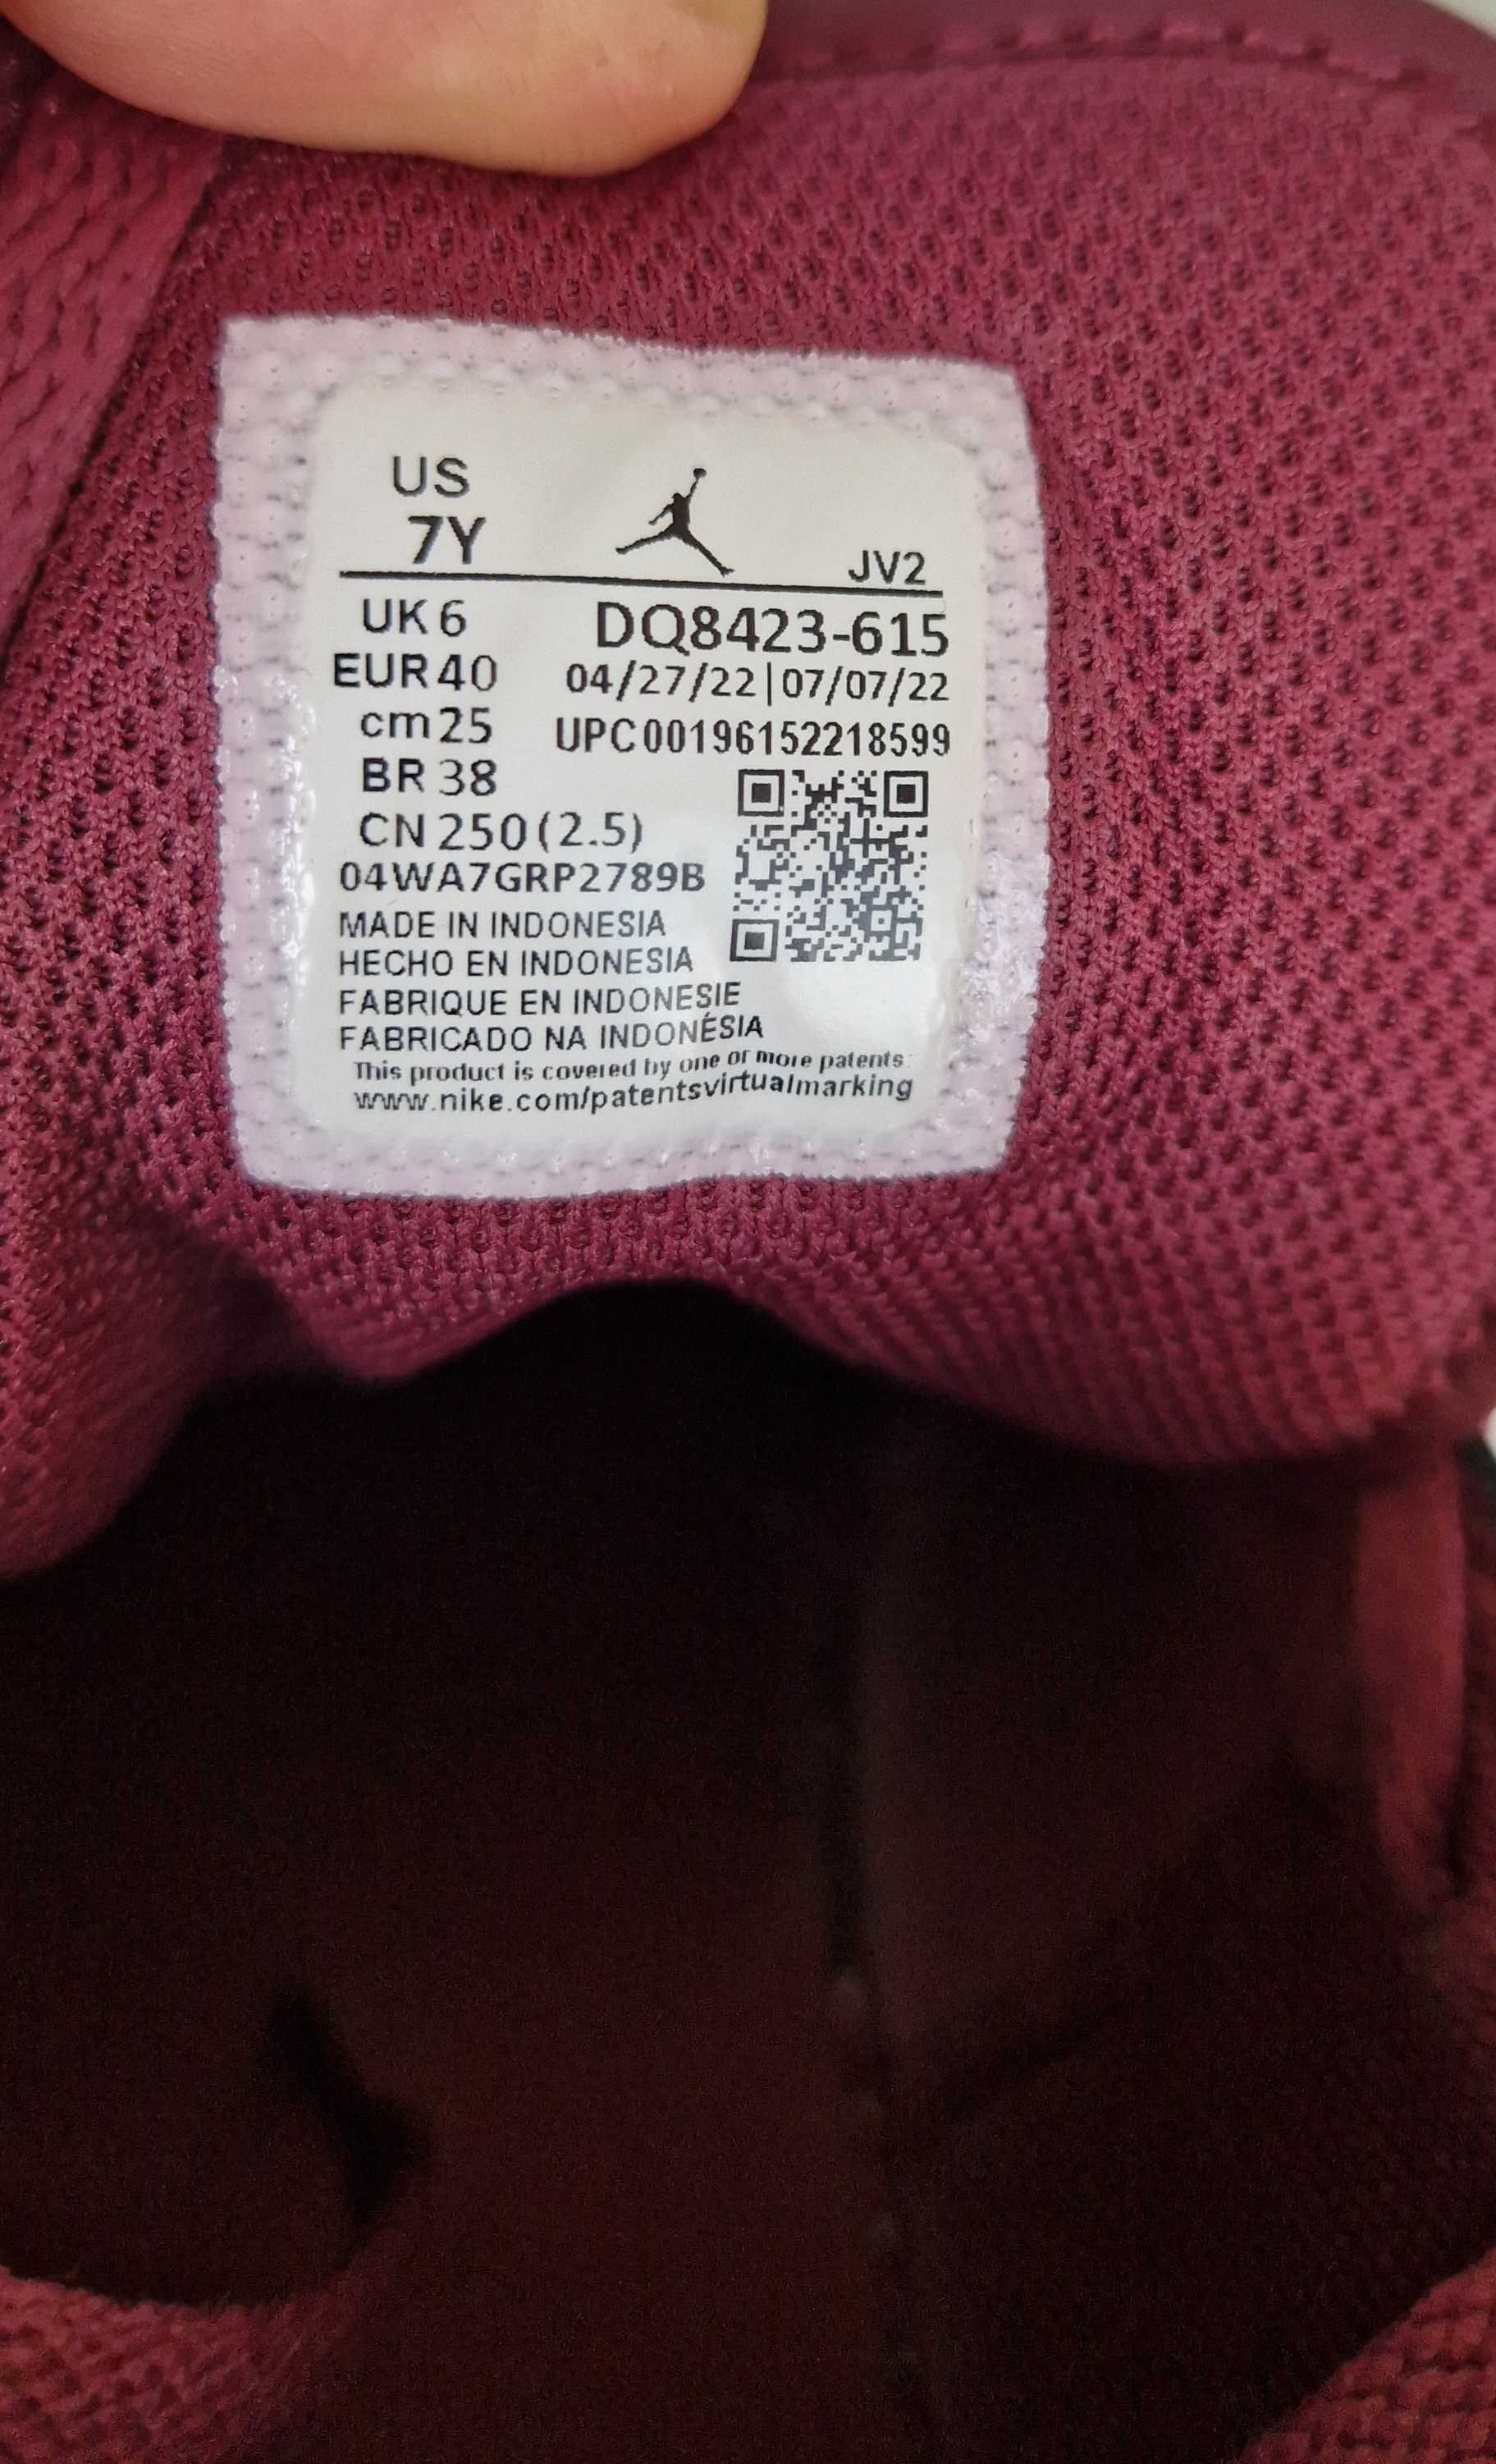 US
7Y
JV2
UK 6
DQ8423-615
EUR 40
04/27/22|07/07/22
cm 25
UPC00196152218599
BR 38
CN 250 (2.5)
04WA7GRP2789B
MADE IN INDONESIA
HECHO EN INDONESIA
FABRIQUE EN INDONESIE
FABRICADO NA INDONÉSIA
This product is covered by one or more patents:
www.nike.com/patentsvirtualmarking